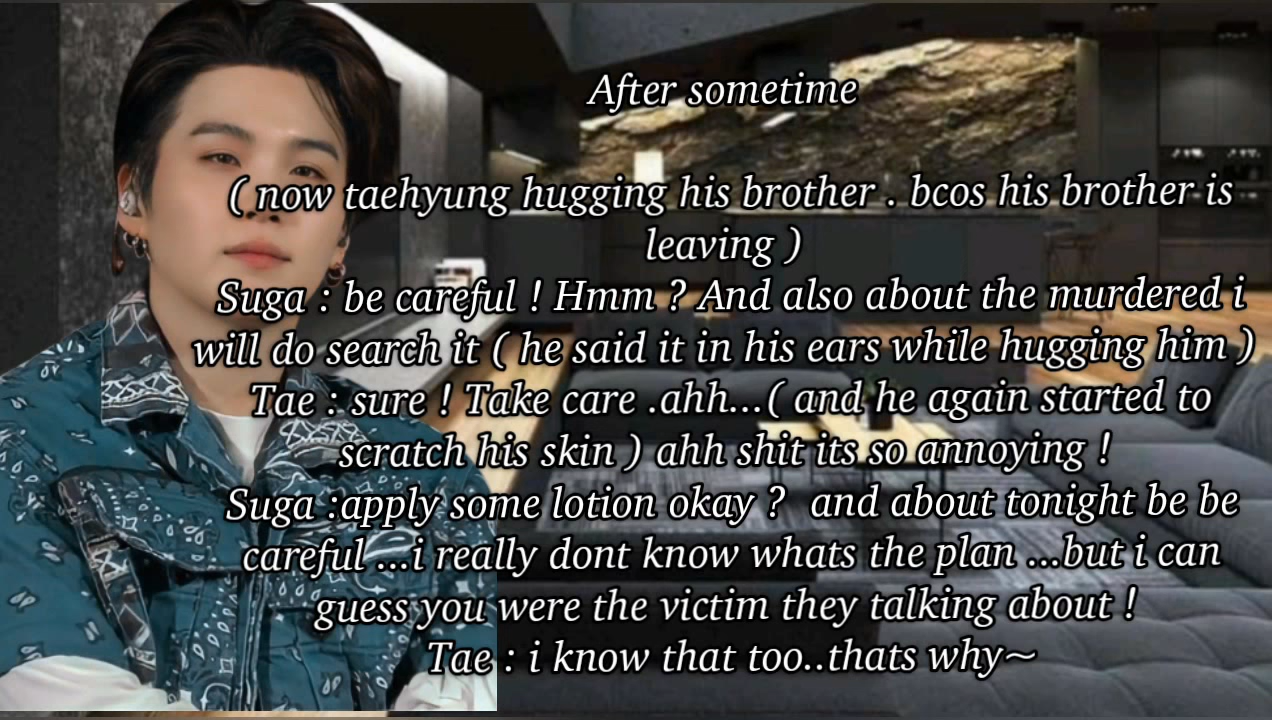 After sometime
( now taehyung hugging his brother . bcos his brother is
leaving )
Suga : be careful ! Hmm ? And also about the murdered i
will do search it ( he said it in his ears while hugging him )
Tae : sure ! Take care .ahh...( and he again started to
scratch his skin ) ahh shit its so annoying !
Suga :apply some lotion okay ? and about tonight be be
careful ...i really dont know whats the plan ...but i can
guess you were the victim they talking about !
Tae : i know that too..thats why~